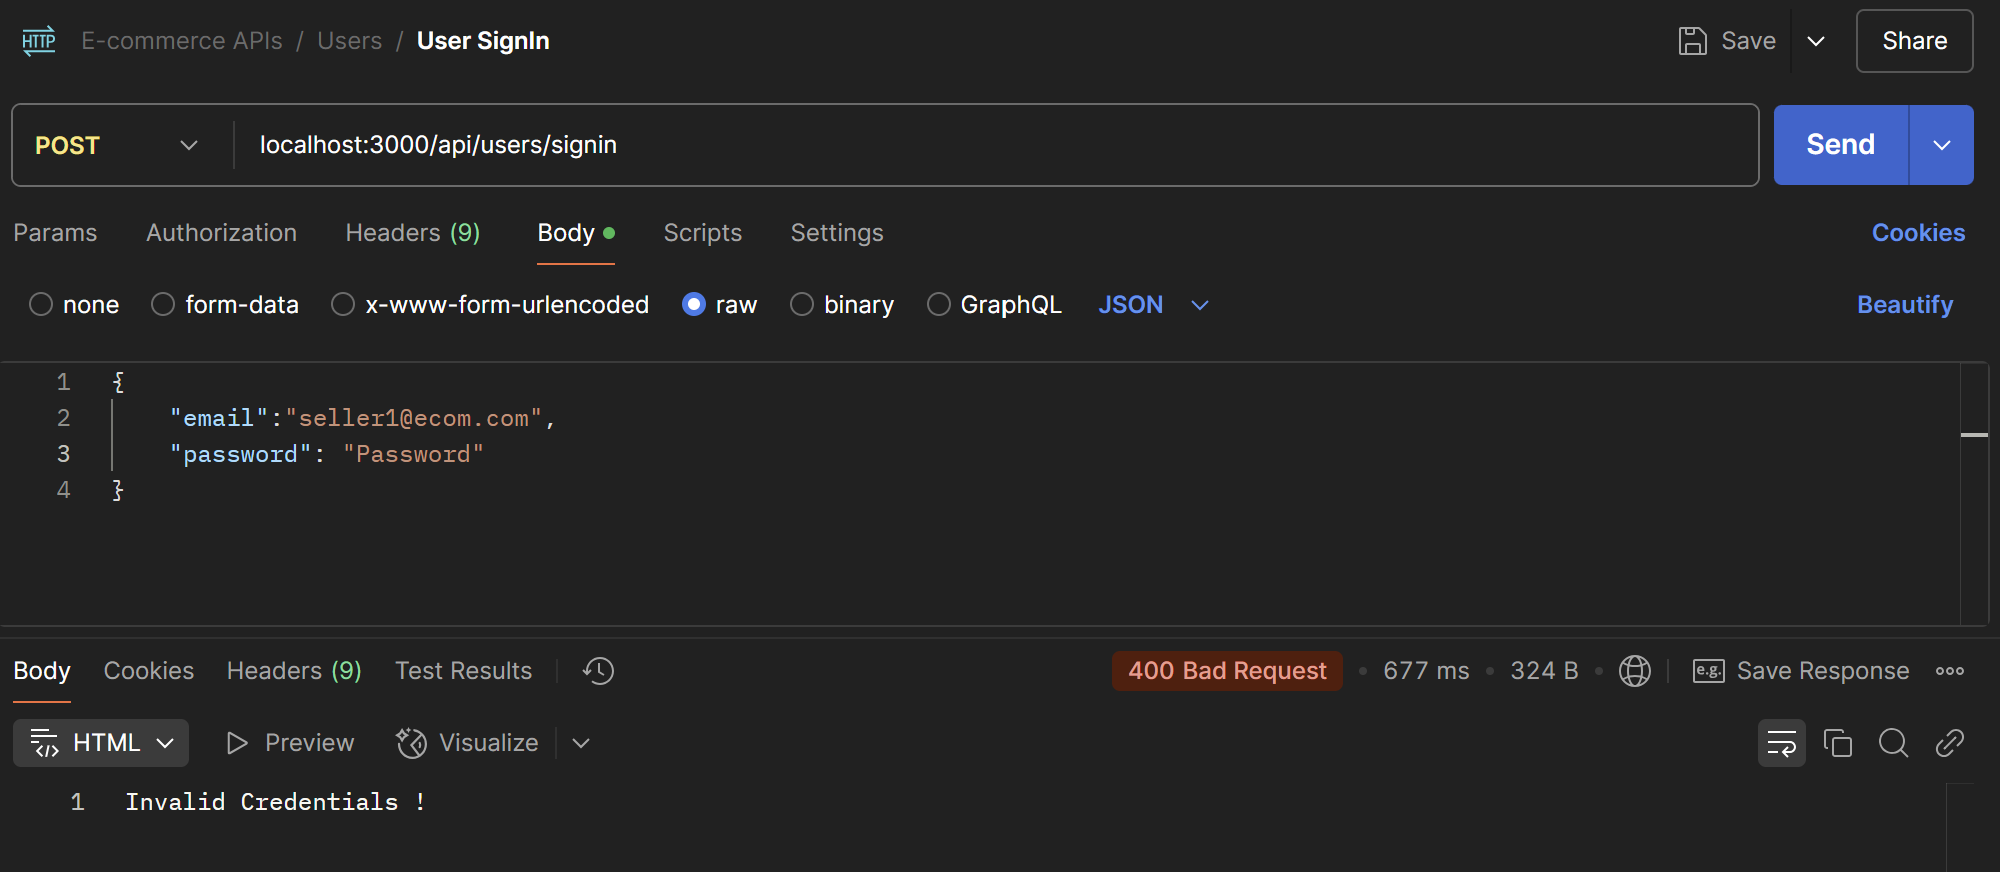 HTTP E-commerce APIs / Users / User SignIn Save Share
POST localhost:3000/api/users/signin Send
Params Authorization Headers (9) Body Scripts Settings Cookies
none form-data x-www-form-urlencoded raw binary GraphQL JSON Beautify
1 {
2 "email":"seller1@ecom.com",
3 "password": "Password"
4 }
Body Cookies Headers (9) Test Results 400 Bad Request • 677 ms • 324 B • e.g. Save Response
HTML Preview Visualize
1 Invalid Credentials !